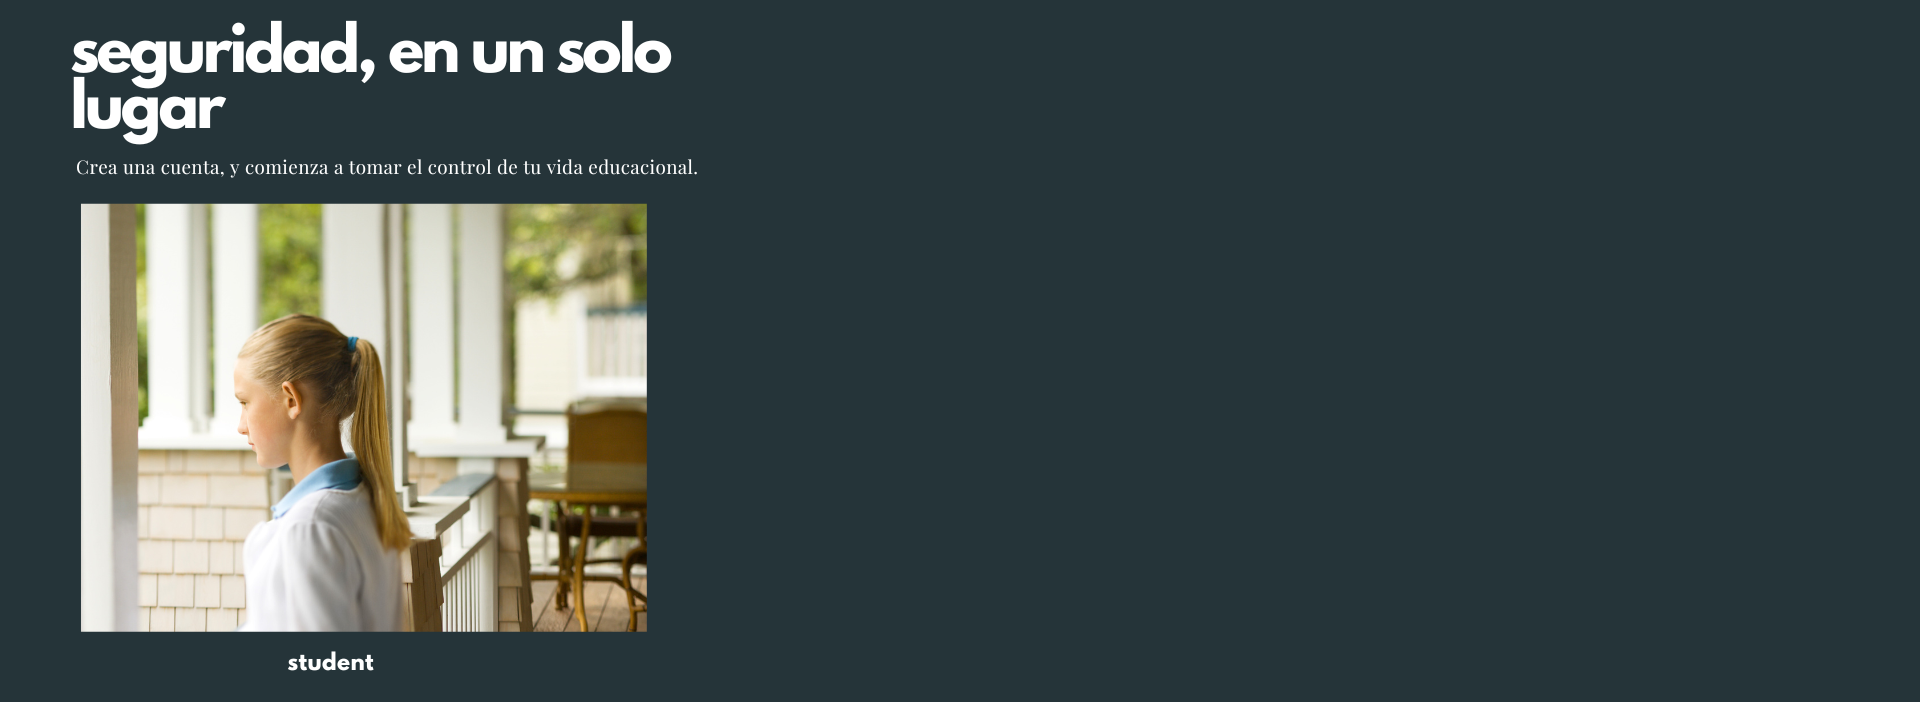 seguridad, en un solo
lugar
Crea una cuenta, y comienza a tomar el control de tu vida educacional.
student